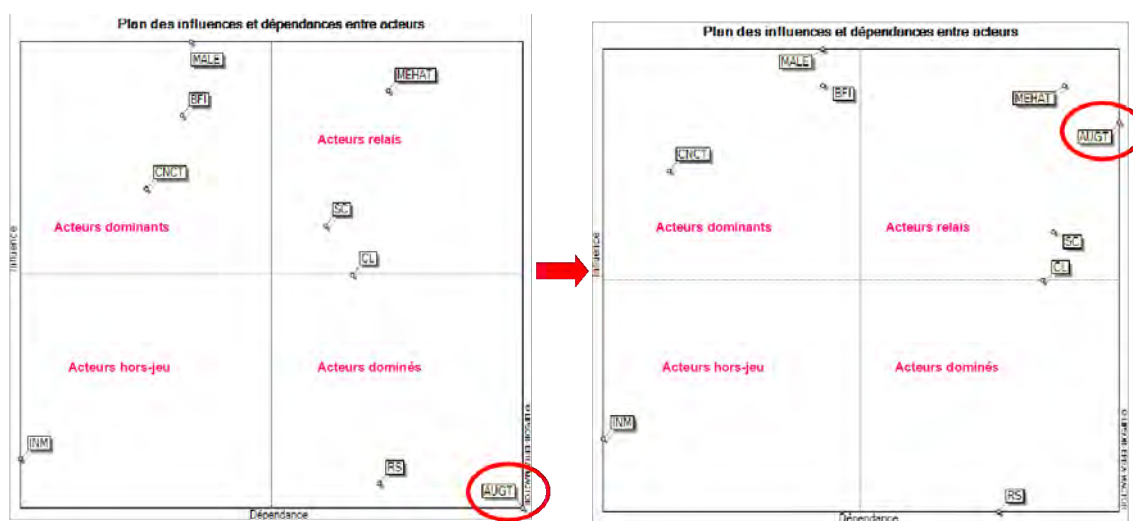 Plan des influences et dépendances entre acteurs
MALE
MEHAT
BFI
Acteurs relais
CNCT
SC
Acteurs dominants
CL
Influence
Acteurs hors-jeu
Acteurs dominés
INM
RS
AUGT
Dépendance
Plan des influences et dépendances entre acteurs
MALE
BFI
MEHAT
AUGT
CNCT
Acteurs dominants
Acteurs relais
SC
CL
Influence
Acteurs hors-jeu
Acteurs dominés
INM
RS
Dépendance